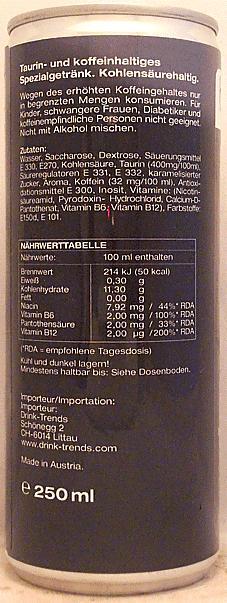 Taurin- und koffeinhaltiges
Spezialgetränk. Kohlensäurehaltig.
Wegen des erhöhten Koffeingehaltes nur
in begrenzten Mengen konsumieren. Für
Kinder, schwangere Frauen, Diabetiker und
koffeinempfindliche Personen nicht geeignet.
Nicht mit Alkohol mischen.
Zutaten:
Wasser, Saccharose, Dextrose, Säuerungsmittel
E 330, E270, Kohlensäure, Taurin (400mg/100ml),
Säureregulatoren E 331, E 332, karamelisierter
Zucker, Aroma, Koffein (32 mg/100 ml), Antioxi-
dationsmittel E 300, Inosit, Vitamine: (Nicotin-
säureamid, Pyrodoxin- Hydrochlorid, Calcium-D-
Pantothenat, Vitamin B6, Vitamin B12), Farbstoffe:
E150d, E 101.
NÄHRWERTTABELLE
Nährwerte: 100 ml enthalten
Brennwert 214 kJ (50 kcal)
Eiweiß 0,30 g
Kohlenhydrate 11,30 g
Fett 0,00 g
Niacin 7,92 mg / 44%* RDA
Vitamin B6 2,00 mg /100%* RDA
Pantothensäure 2,00 mg / 33%* RDA
Vitamin B12 2,00 µg /200%* RDA
(*RDA = empfohlene Tagesdosis)
Kühl und dunkel lagern!
Mindestens haltbar bis: Siehe Dosenboden.
Importeur/Importation:
Importeur:
Drink-Trends
Schönegg 2
CH-6014 Littau
www.drink-trends.com
Made in Austria.
e 250 ml